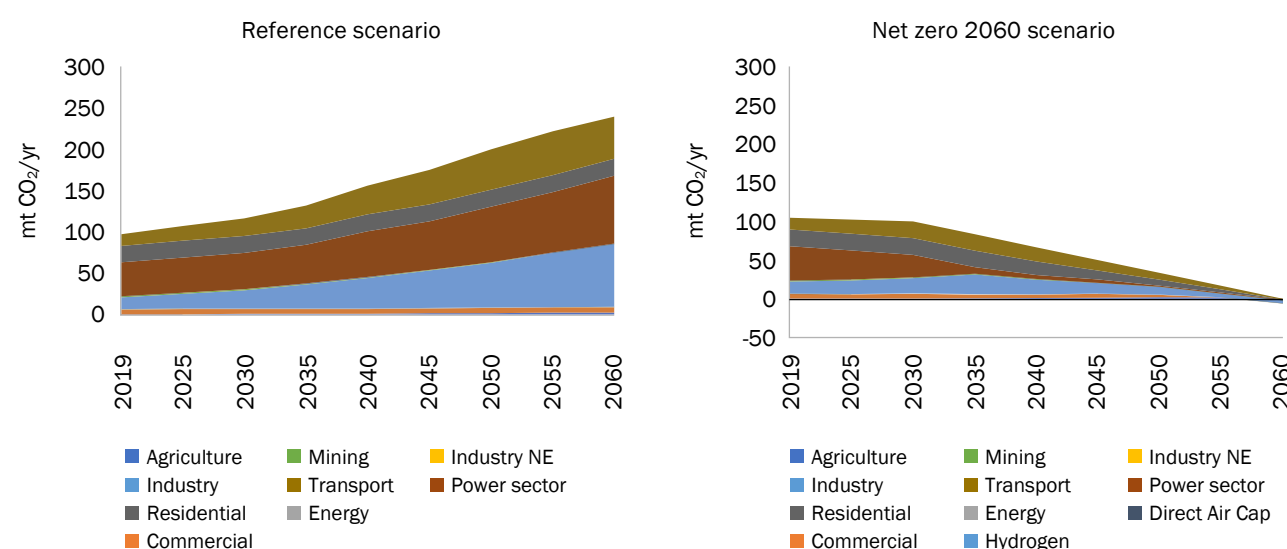 Reference scenario
mt CO₂/yr
300
250
200
150
100
50
0
2019 2025 2030 2035 2040 2045 2050 2055 2060
Agriculture Mining Industry NE
Industry Transport Power sector
Residential Energy
Commercial
Net zero 2060 scenario
mt CO₂/yr
300
250
200
150
100
50
0
-50
2019 2025 2030 2035 2040 2045 2050 2055 2060
Agriculture Mining Industry NE
Industry Transport Power sector
Residential Energy Direct Air Cap
Commercial Hydrogen